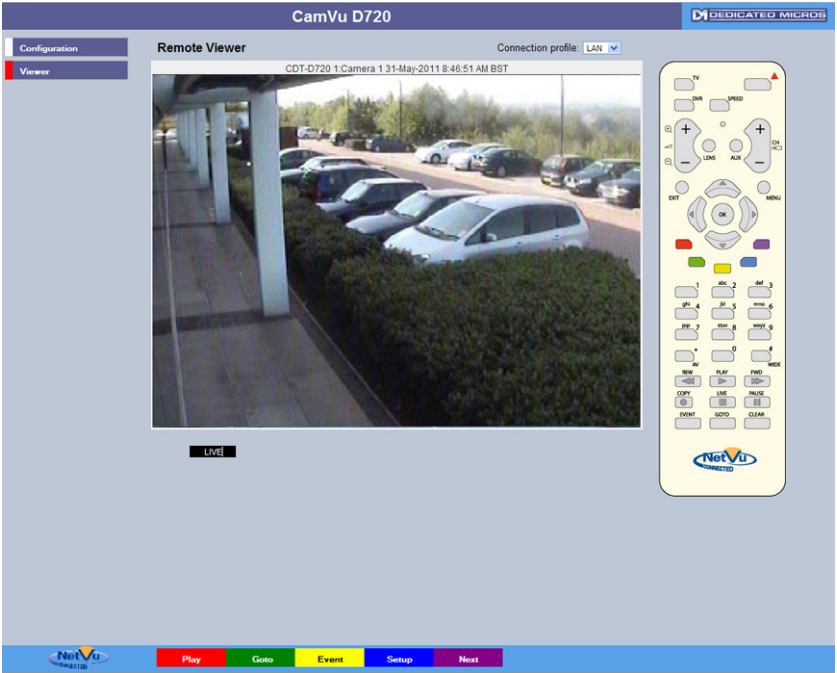 CamVu D720
DEDICATED MICROS
Configuration
Viewer
Remote Viewer
Connection profile: LAN
CDT-D720 1:Camera 1 31-May-2011 8:46:51 AM BST
TV
DVR SPEED
+ +
CH
LENS AUX
- -
EXIT MENU
OK
1 abc 2 def 3
ghi 4 jkl 5 mno 6
pqr 7 stuv 8 wxyz 9
* 0 #
AV WIDE
REW PLAY FWD
COPY LIVE PAUSE
EVENT GOTO CLEAR
NetVu
CONNECTED
LIVE
NetVu
CONNECTED
Play Goto Event Setup Next